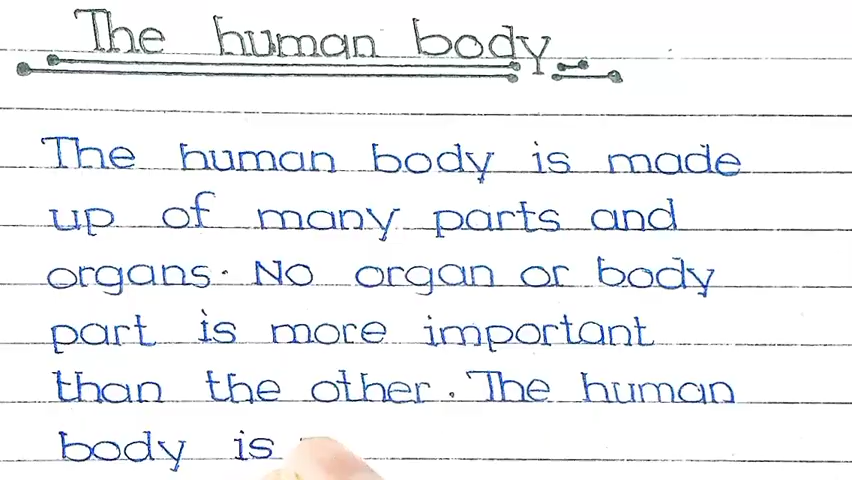 The human body
The human body is made
up of many parts and
organs. No organ or body
part is more important
than the other. The human
body is